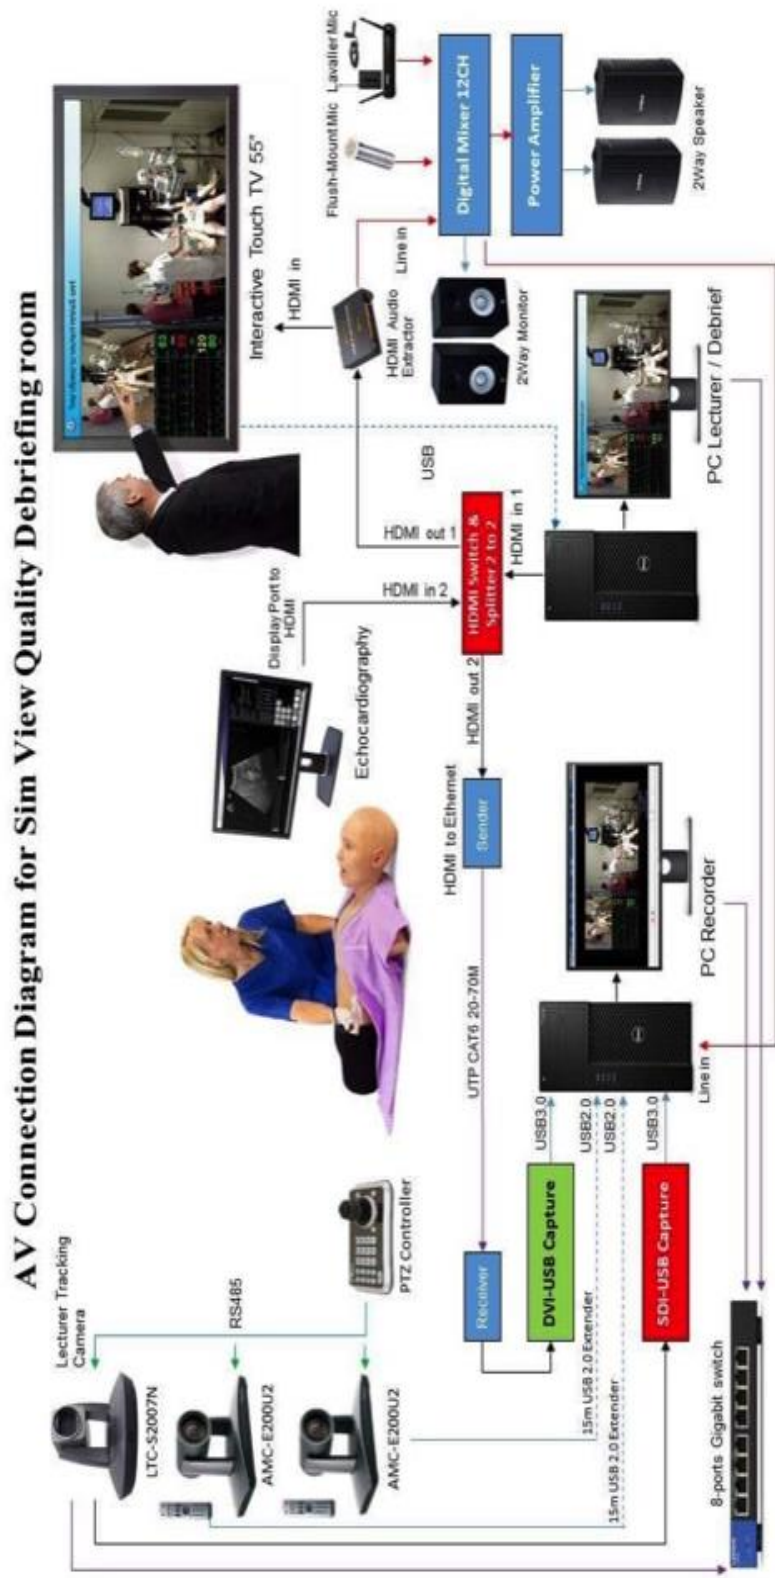 AV Connection Diagram for Sim View Quality Debriefing room
Lecturer Tracking
Camera
LTC-S2007N
RS485
AMC-E200U2
AMC-E200U2
PTZ Controller
Echocardiography
Display Port to
HDMI
HDMI in 2
HDMI out 1
USB
Interactive Touch TV 55"
HDMI in
HDMI Audio
Extractor
Line in
Flush-Mount Mic
Lavalier Mic
Digital Mixer 12CH
Power Amplifier
2Way Monitor
2Way Speaker
HDMI Switch &
Splitter 2 to 2
HDMI in 1
HDMI out 2
HDMI to Ethernet
Sender
UTP CAT6 20-70M
Receiver
DVI-USB Capture
USB3.0
15m USB 2.0 Extender
USB2.0
15m USB 2.0 Extender
USB2.0
SDI-USB Capture
USB3.0
Line in
PC Recorder
PC Lecturer / Debrief
8-ports Gigabit switch